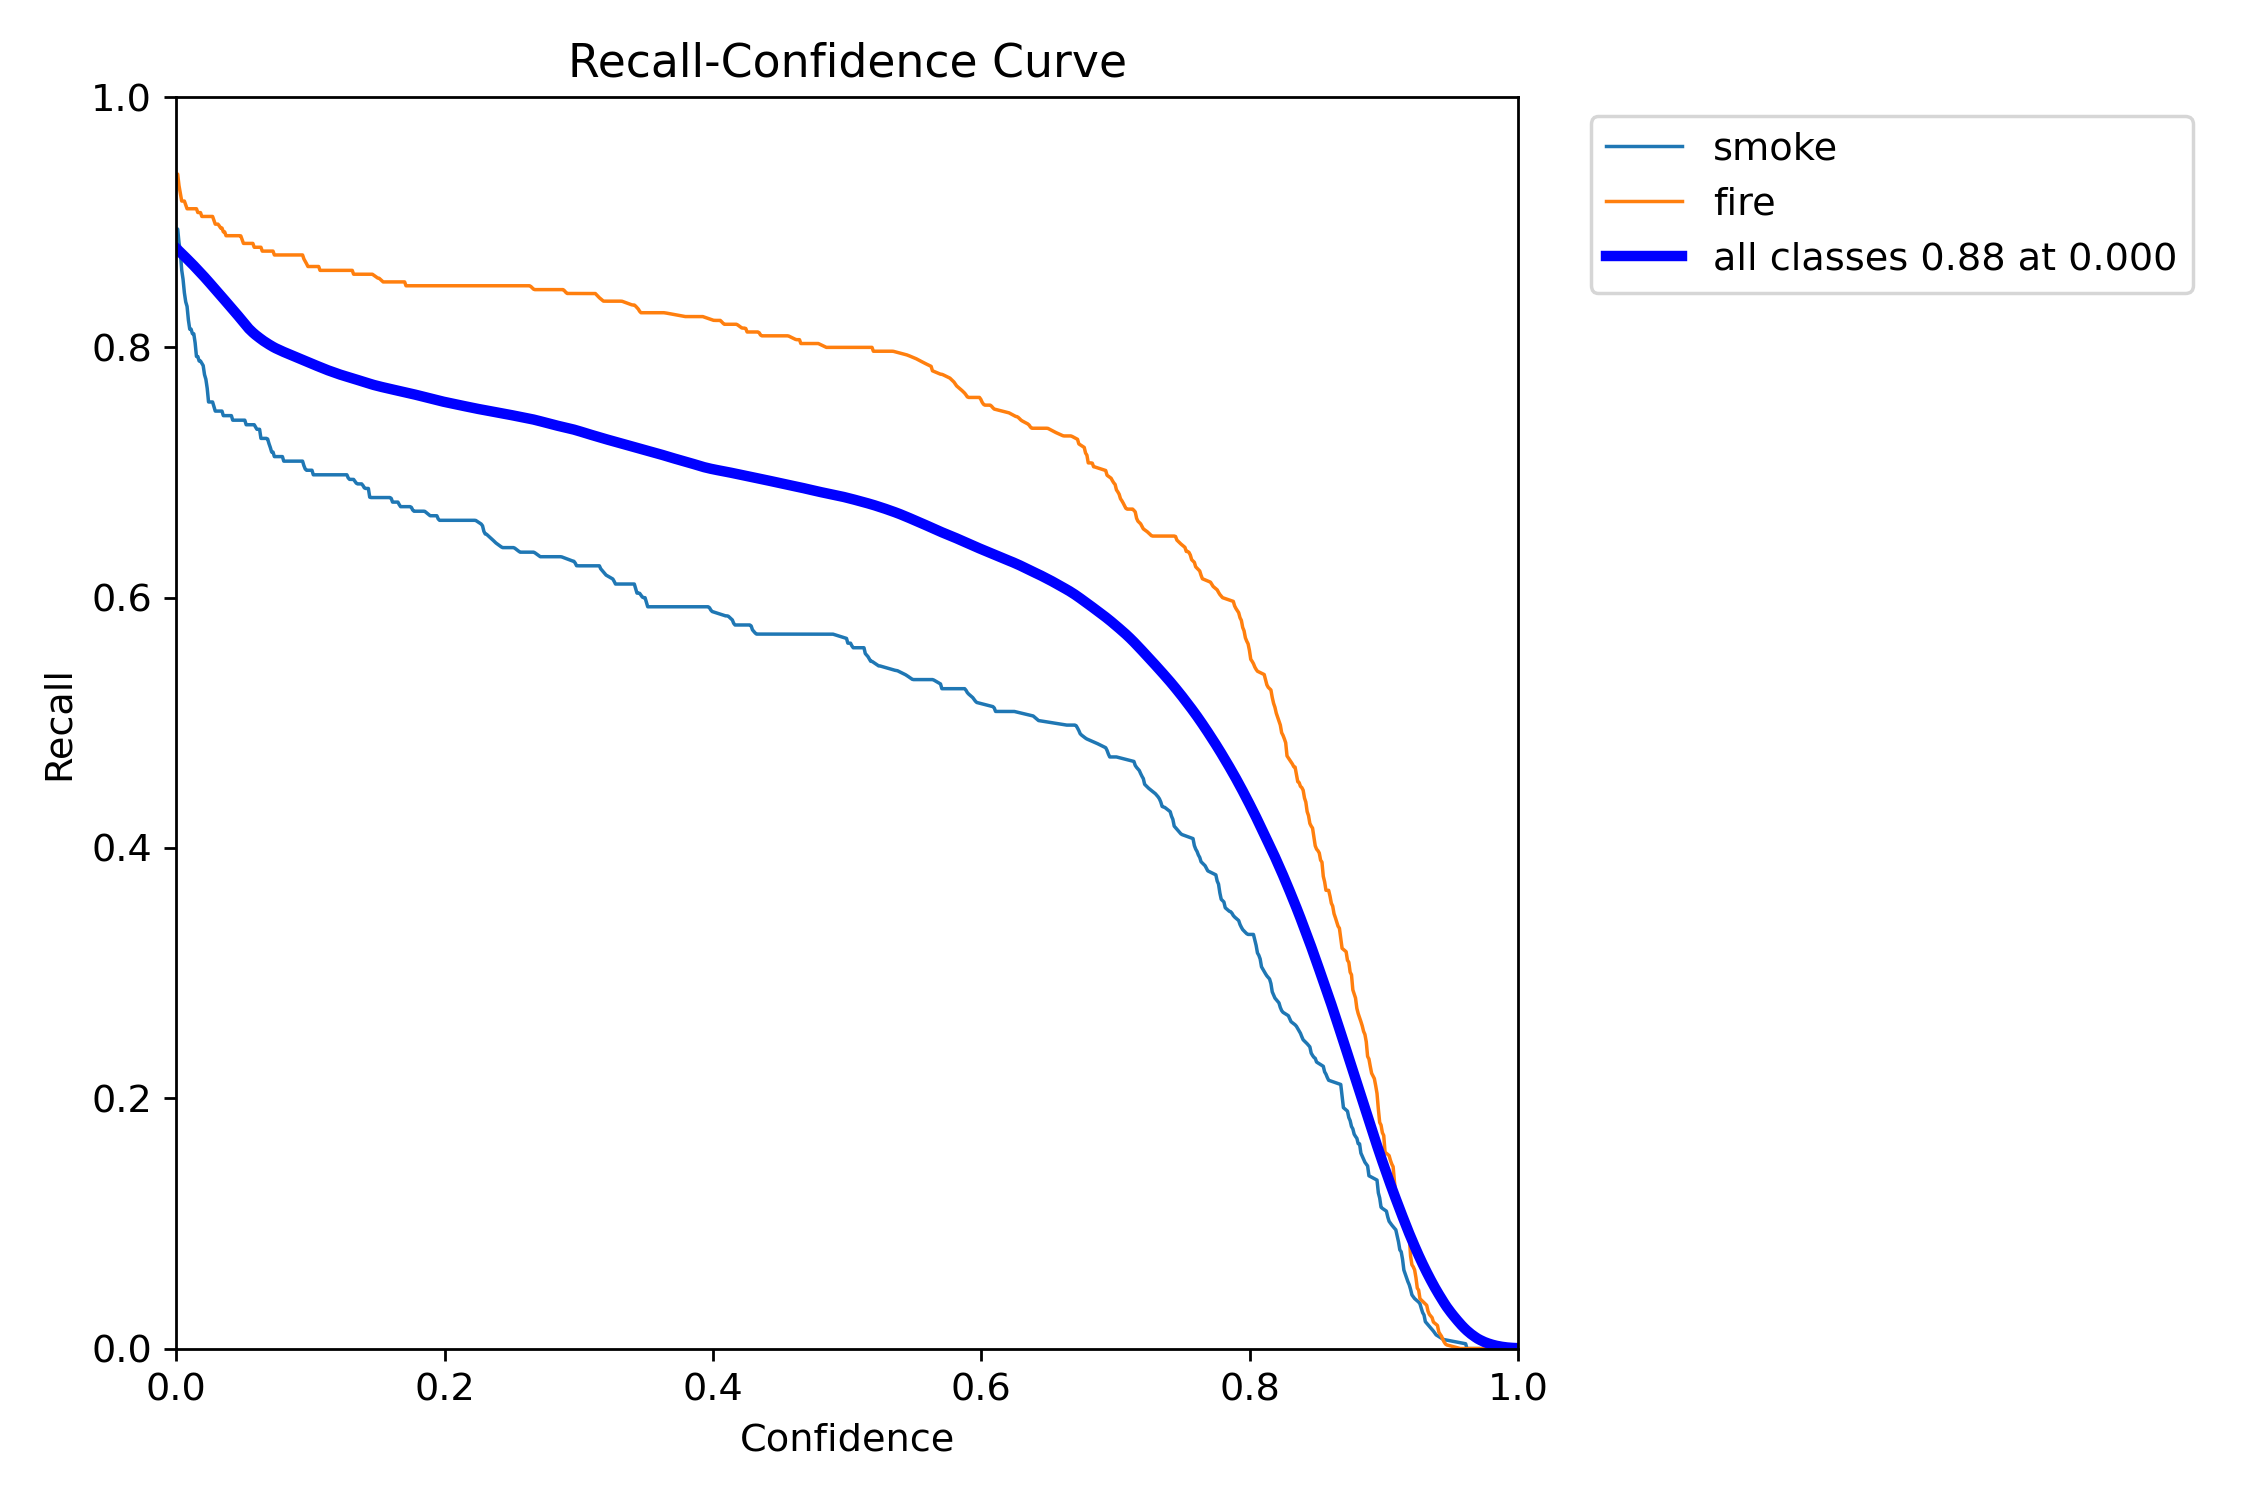 Recall-Confidence Curve
1.0
0.8
0.6
0.4
0.2
0.0
Recall
0.0 0.2 0.4 0.6 0.8 1.0
Confidence
smoke
fire
all classes 0.88 at 0.000